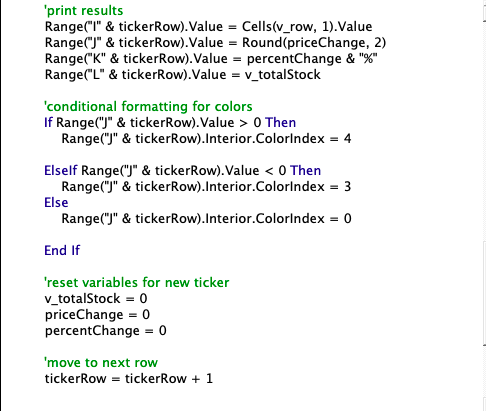 'print results
Range("I" & tickerRow).Value = Cells(v_row, 1).Value
Range("J" & tickerRow).Value = Round(priceChange, 2)
Range("K" & tickerRow).Value = percentChange & "%"
Range("L" & tickerRow).Value = v_totalStock
'conditional formatting for colors
If Range("J" & tickerRow).Value > 0 Then
Range("J" & tickerRow).Interior.ColorIndex = 4
ElseIf Range("J" & tickerRow).Value < 0 Then
Range("J" & tickerRow).Interior.ColorIndex = 3
Else
Range("J" & tickerRow).Interior.ColorIndex = 0
End If
'reset variables for new ticker
v_totalStock = 0
priceChange = 0
percentChange = 0
'move to next row
tickerRow = tickerRow + 1